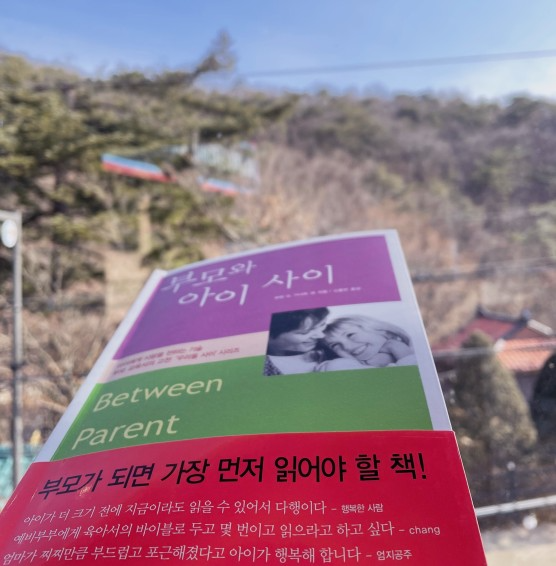 부모와
아이 사이
Between
Parent
부모가 되면 가장 먼저 읽어야 할 책!
아이가 더 크기 전에 지금이라도 읽을 수 있어서 다행이다 - 행복한 사람
예비부부에게 육아서의 바이블로 두고 몇 번이고 읽으라고 하고 싶다 - chang
엄마가 찌찌만큼 부드럽고 포근해졌다고 아이가 행복해 합니다 - 엄지공주